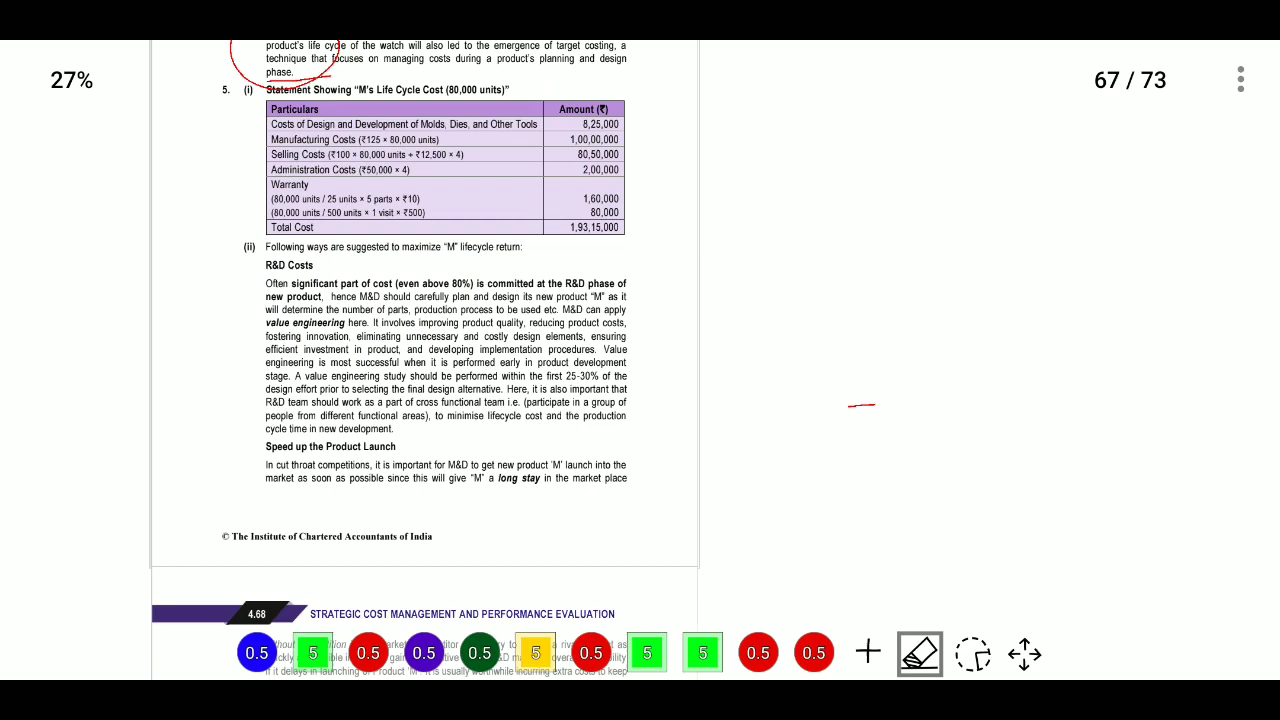 product's life cycle of the watch will also led to the emergence of target costing, a
technique that focuses on managing costs during a product's planning and design
phase.
27%
67 / 73
5. (i) Statement Showing “M's Life Cycle Cost (80,000 units)”
Particulars Amount (₹)
Costs of Design and Development of Molds, Dies, and Other Tools 8,25,000
Manufacturing Costs (₹125 × 80,000 units) 1,00,00,000
Selling Costs (₹100 × 80,000 units + ₹12,500 × 4) 80,50,000
Administration Costs (₹50,000 × 4) 2,00,000
Warranty
(80,000 units / 25 units × 5 parts × ₹10) 1,60,000
(80,000 units / 500 units × 1 visit × ₹500) 80,000
Total Cost 1,93,15,000
(ii) Following ways are suggested to maximize “M” lifecycle return:
R&D Costs
Often significant part of cost (even above 80%) is committed at the R&D phase of
new product, hence M&D should carefully plan and design its new product “M” as it
will determine the number of parts, production process to be used etc. M&D can apply
value engineering here. It involves improving product quality, reducing product costs,
fostering innovation, eliminating unnecessary and costly design elements, ensuring
efficient investment in product, and developing implementation procedures. Value
engineering is most successful when it is performed early in product development
stage. A value engineering study should be performed within the first 25-30% of the
design effort prior to selecting the final design alternative. Here, it is also important that
R&D team should work as a part of cross functional team i.e. (participate in a group of
people from different functional areas), to minimise lifecycle cost and the production
cycle time in new development.
Speed up the Product Launch
In cut throat competitions, it is important for M&D to get new product 'M' launch into the
market as soon as possible since this will give “M” a long stay in the market place
© The Institute of Chartered Accountants of India
4.68 STRATEGIC COST MANAGEMENT AND PERFORMANCE EVALUATION
0.5 5 0.5 0.5 0.5 5 0.5 5 5 0.5 0.5